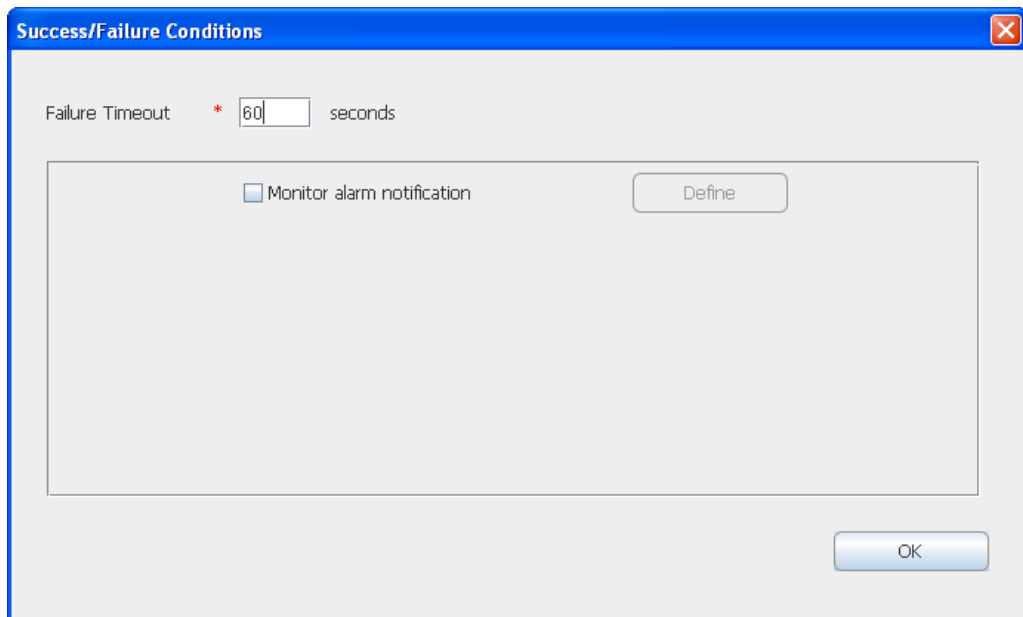 Success/Failure Conditions
Failure Timeout * 60 seconds
Monitor alarm notification Define
OK